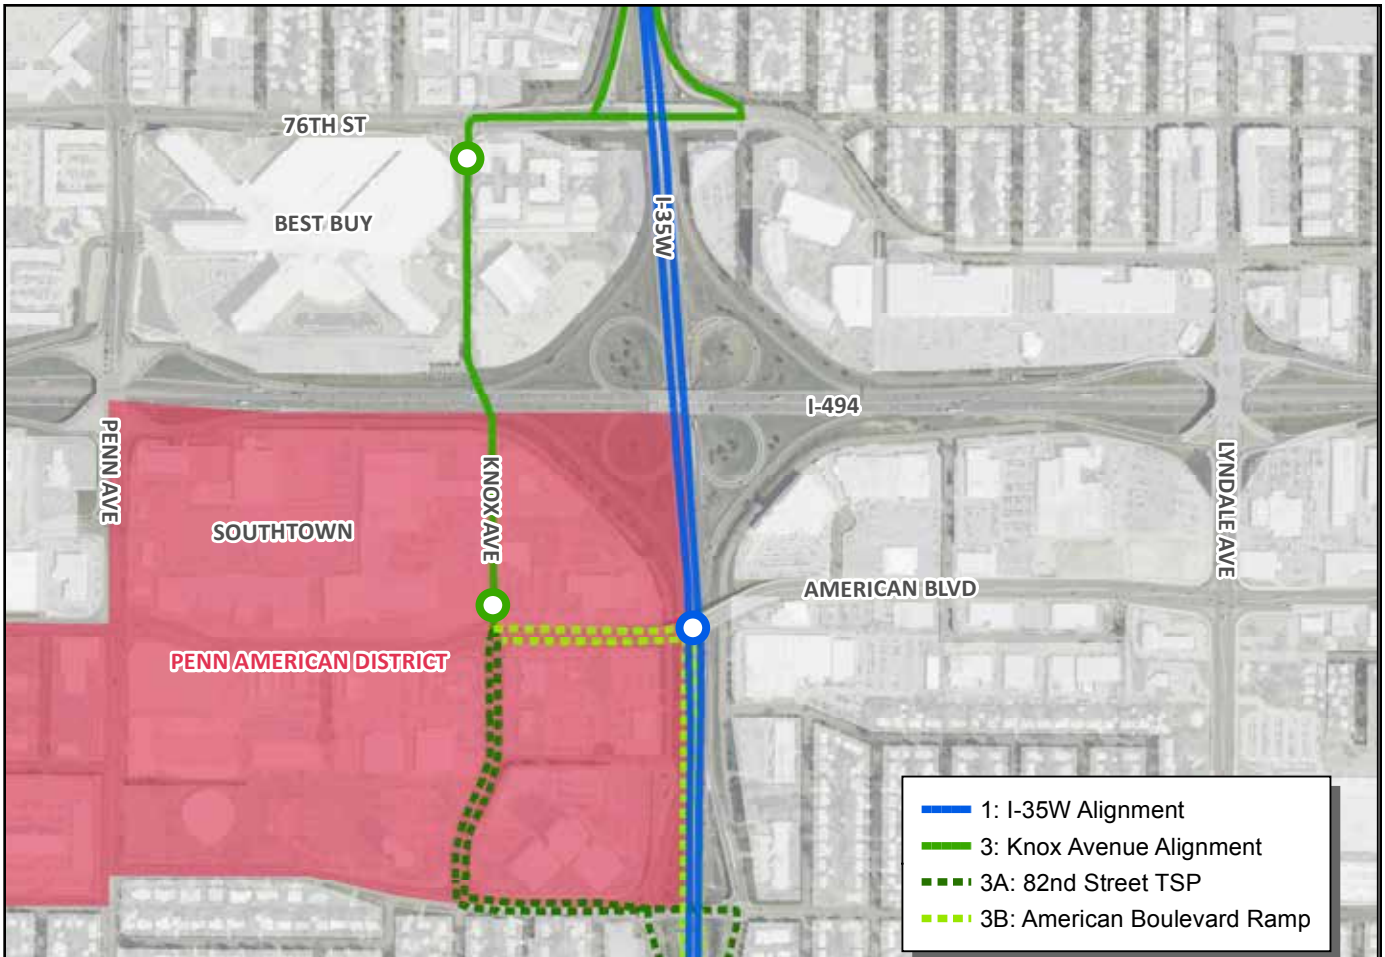 76TH ST
BEST BUY
I-35W
I-494
PENN AVE
KNOX AVE
LYNDALE AVE
SOUTHTOWN
AMERICAN BLVD
PENN AMERICAN DISTRICT
1: I-35W Alignment
3: Knox Avenue Alignment
3A: 82nd Street TSP
3B: American Boulevard Ramp